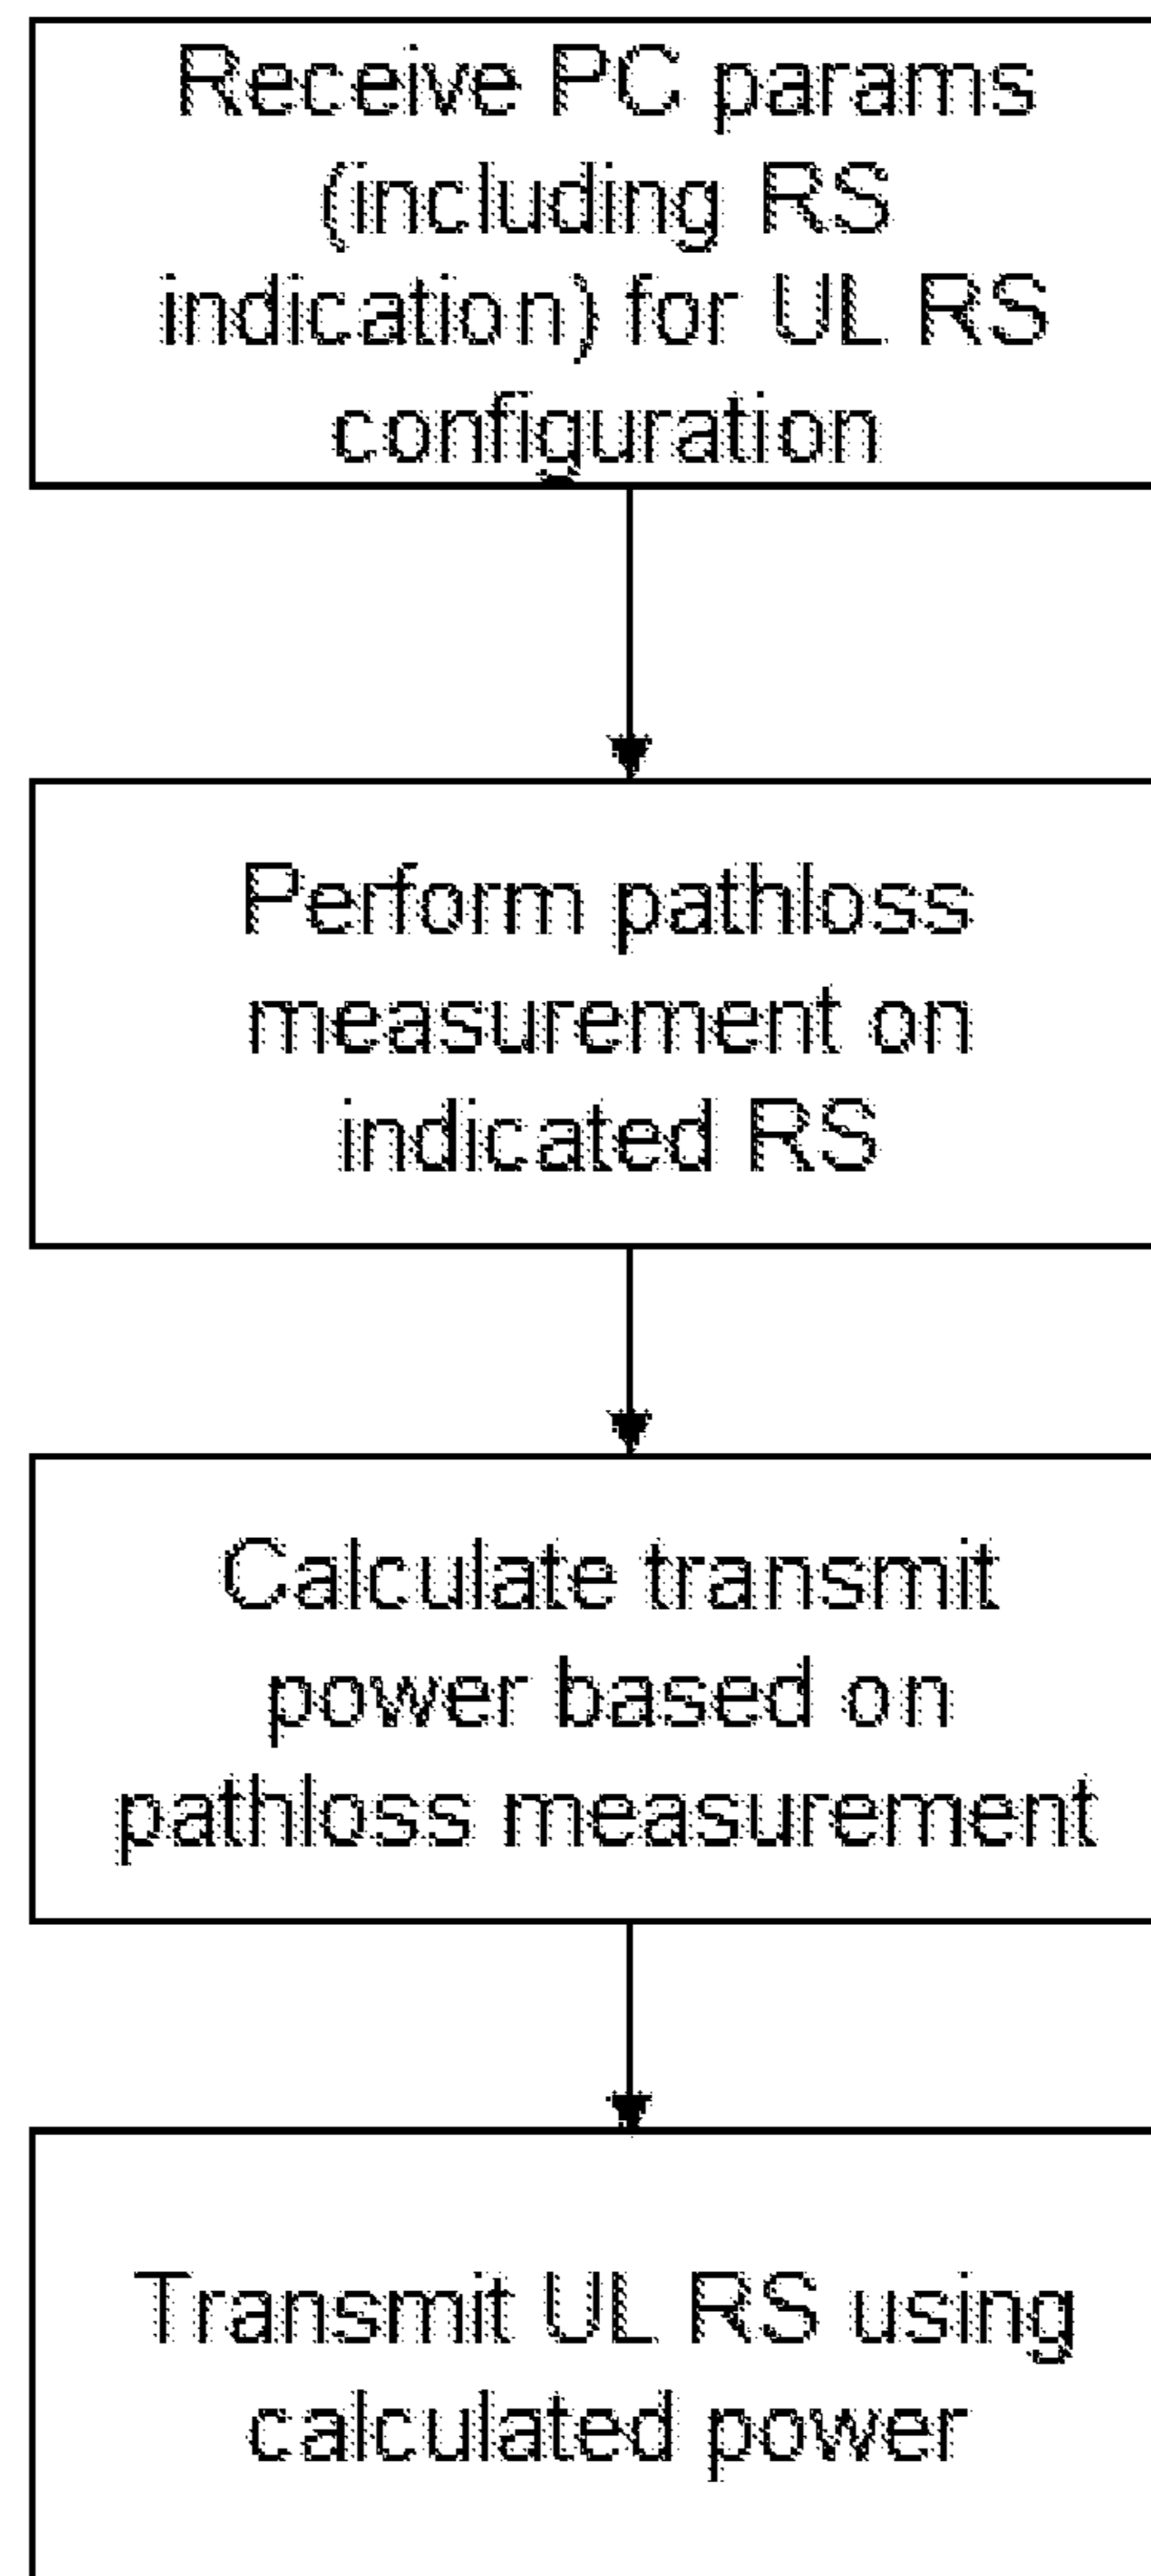 Receive PC params
(including RS
indication) for UL RS
configuration
Perform pathloss
measurement on
indicated RS
Calculate transmit
power based on
pathloss measurement
Transmit UL RS using
calculated power